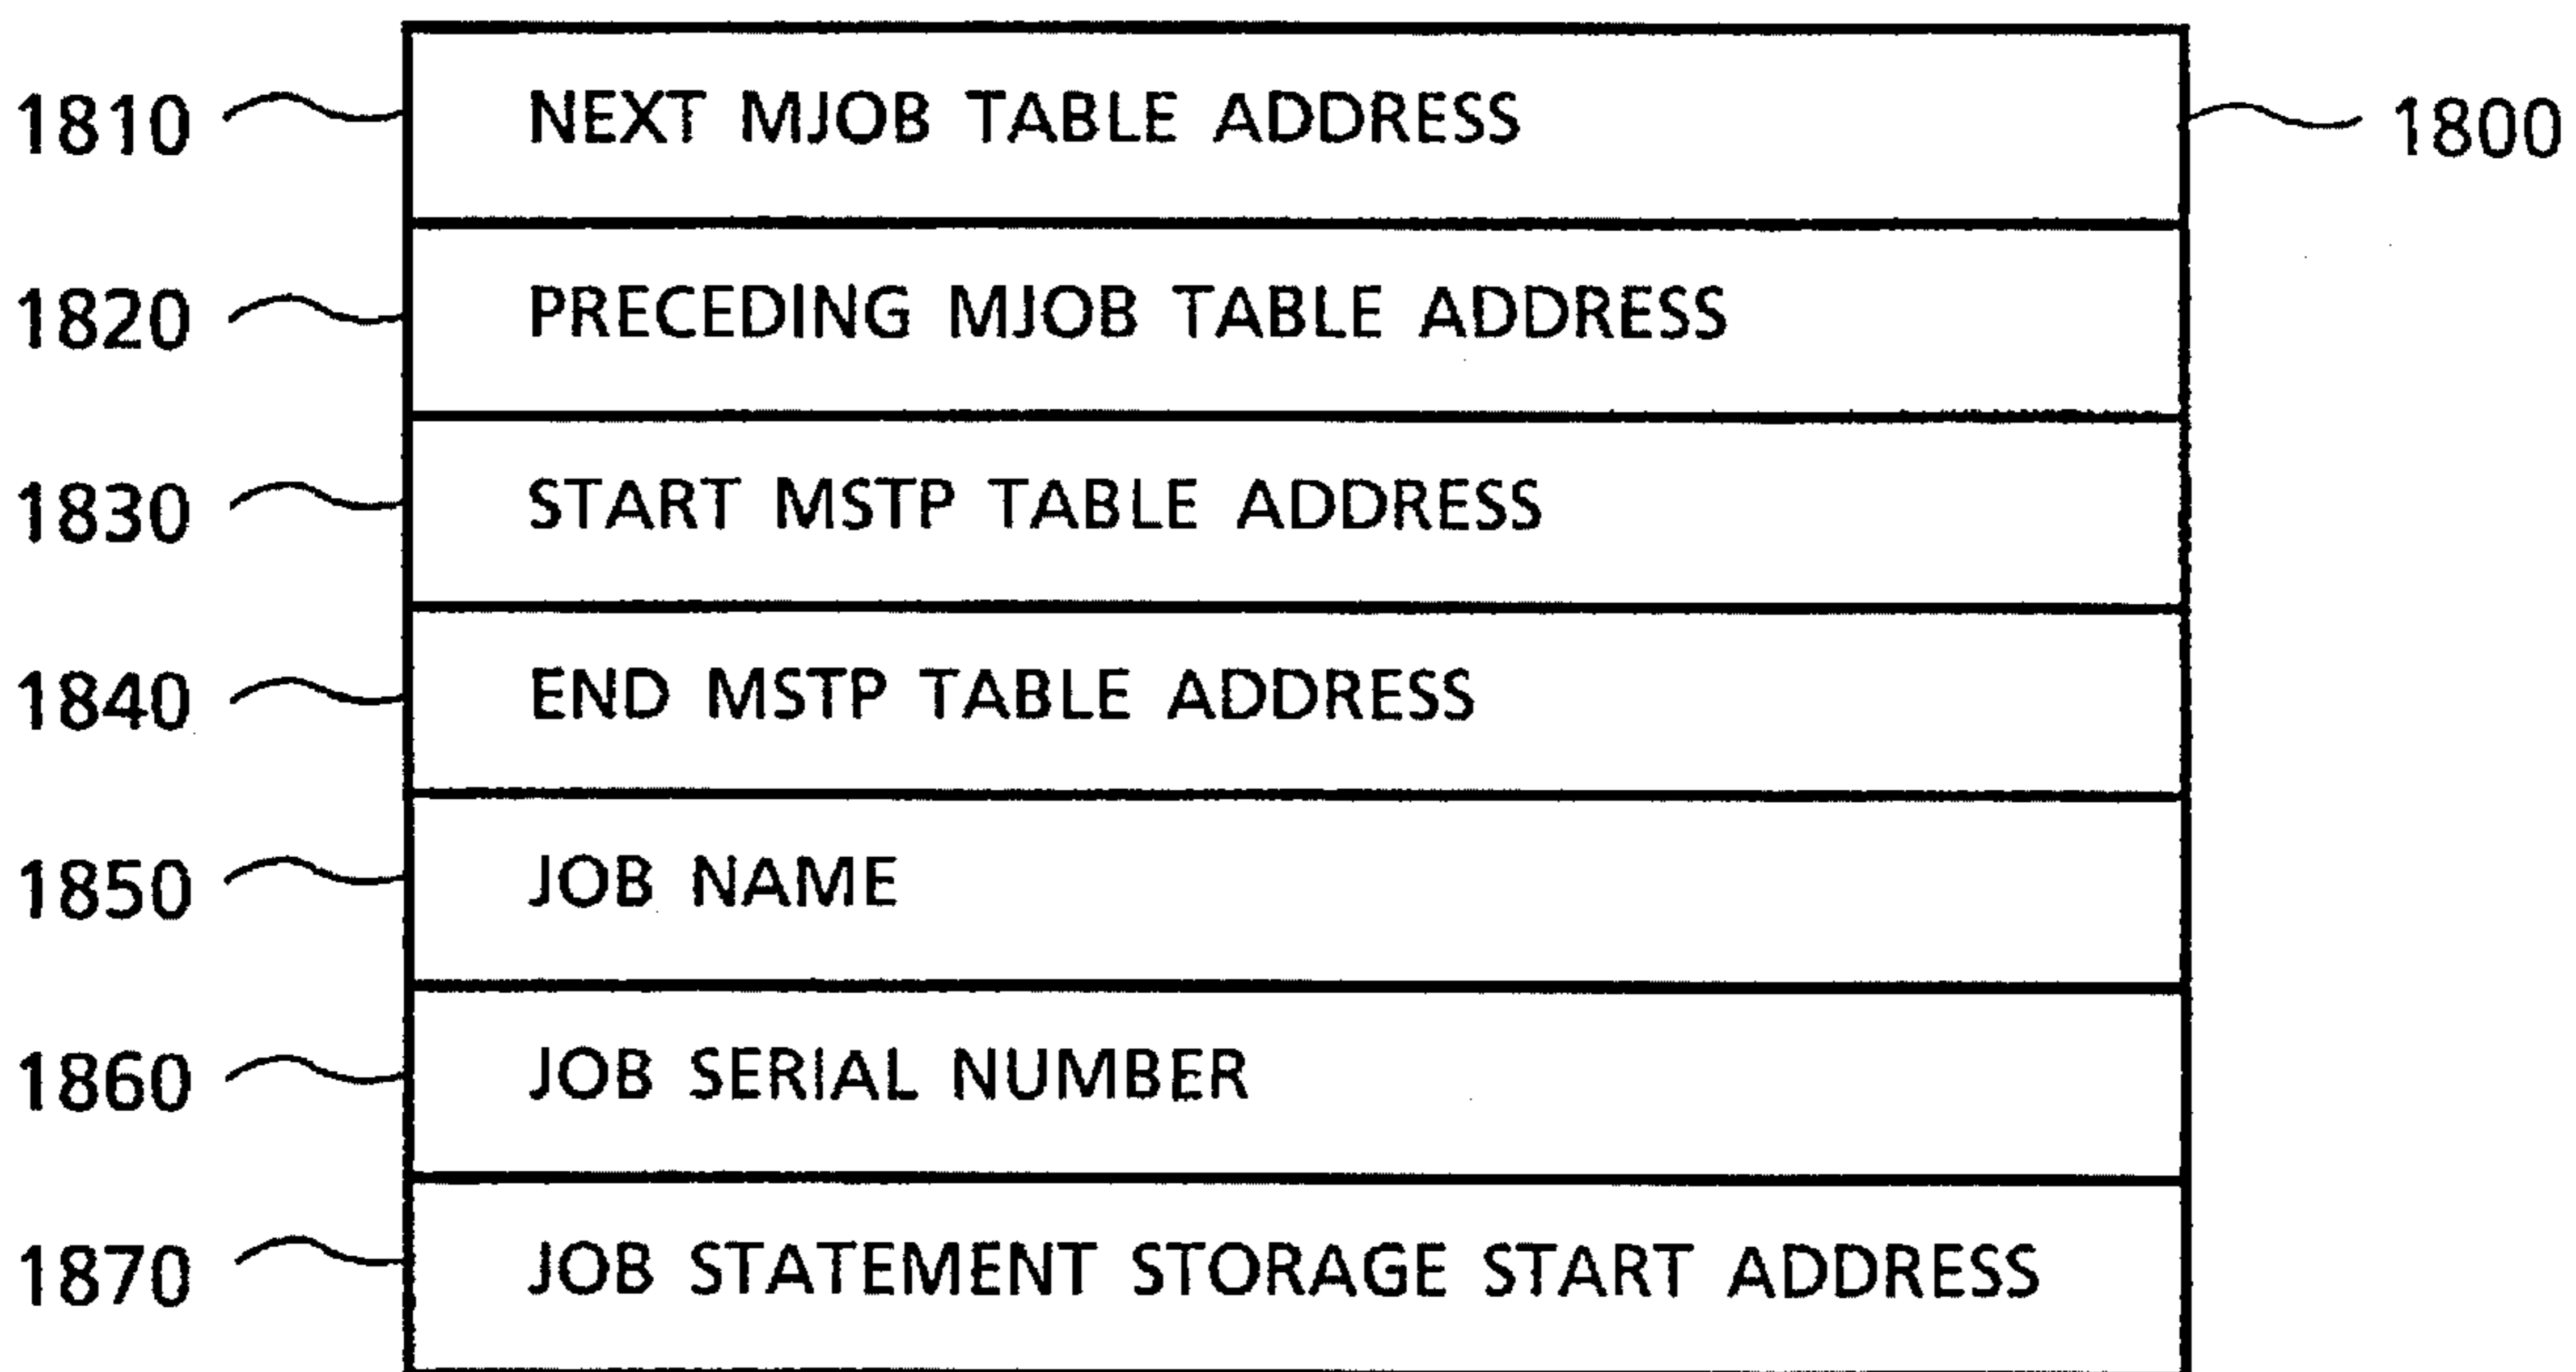 1810 NEXT MJOB TABLE ADDRESS 1800
1820 PRECEDING MJOB TABLE ADDRESS
1830 START MSTP TABLE ADDRESS
1840 END MSTP TABLE ADDRESS
1850 JOB NAME
1860 JOB SERIAL NUMBER
1870 JOB STATEMENT STORAGE START ADDRESS